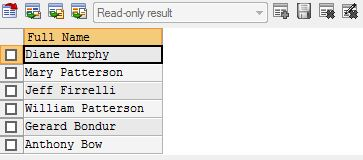 Read-only result
Full Name
Diane Murphy
Mary Patterson
Jeff Firrelli
William Patterson
Gerard Bondur
Anthony Bow